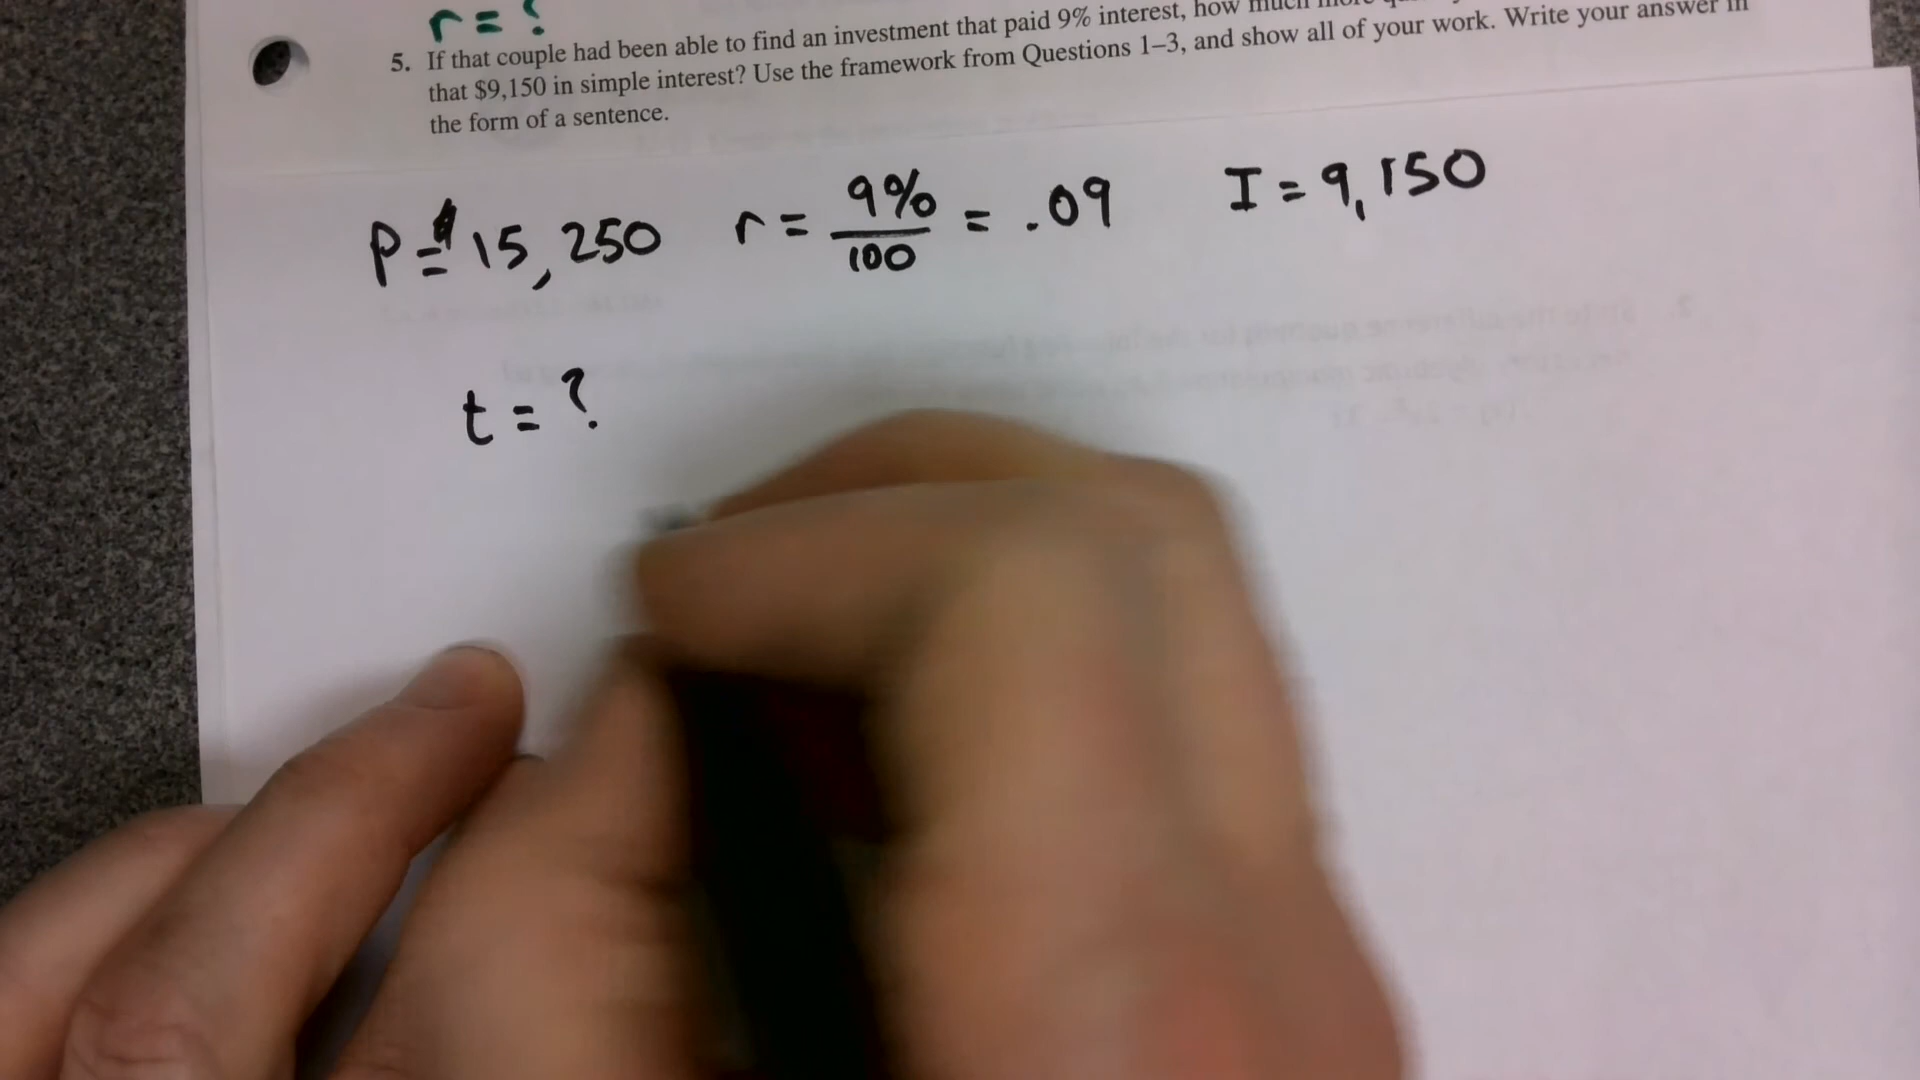 r = ?
5. If that couple had been able to find an investment that paid 9% interest, how much more
that $9,150 in simple interest? Use the framework from Questions 1–3, and show all of your work. Write your answer in
the form of a sentence.
P = $15,250 r = 9%/100 = .09 I = 9,150
t = ?